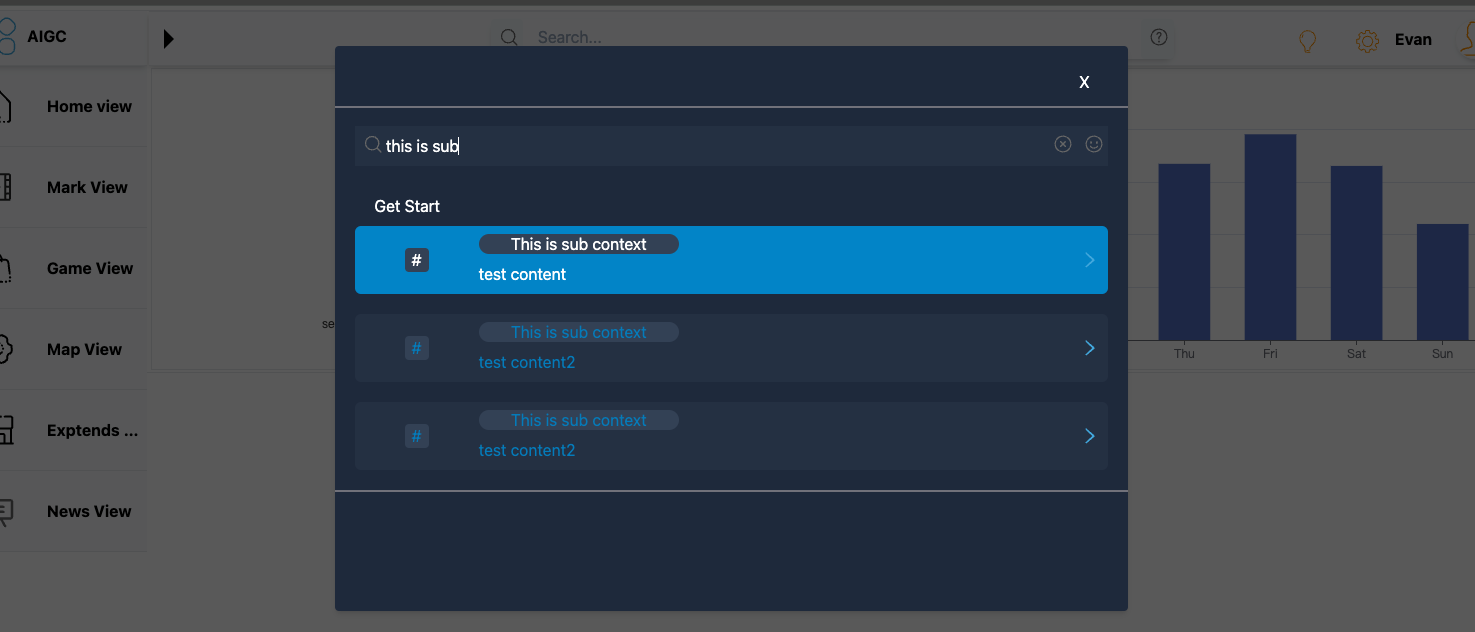 AIGC
Search...
Evan
X
Home view
Mark View
Game View
Map View
Exptends ...
News View
this is sub
Get Start
#
This is sub context
test content
#
This is sub context
test content2
#
This is sub context
test content2
se
Thu Fri Sat Sun